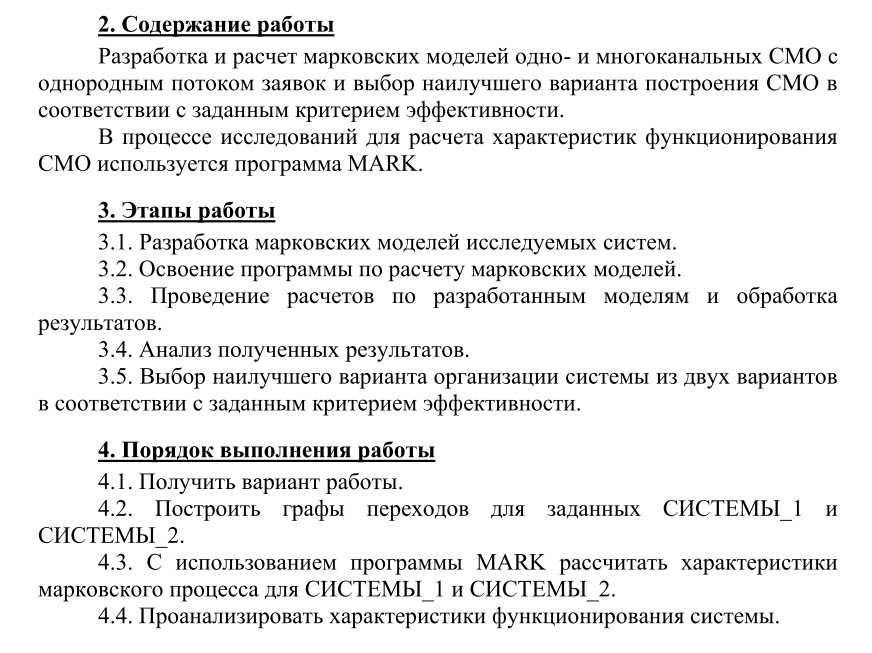 2. Содержание работы
Разработка и расчет марковских моделей одно- и многоканальных СМО с
однородным потоком заявок и выбор наилучшего варианта построения СМО в
соответствии с заданным критерием эффективности.
В процессе исследований для расчета характеристик функционирования
СМО используется программа MARK.
3. Этапы работы
3.1. Разработка марковских моделей исследуемых систем.
3.2. Освоение программы по расчету марковских моделей.
3.3. Проведение расчетов по разработанным моделям и обработка
результатов.
3.4. Анализ полученных результатов.
3.5. Выбор наилучшего варианта организации системы из двух вариантов
в соответствии с заданным критерием эффективности.
4. Порядок выполнения работы
4.1. Получить вариант работы.
4.2. Построить графы переходов для заданных СИСТЕМЫ_1 и
СИСТЕМЫ_2.
4.3. С использованием программы MARK рассчитать характеристики
марковского процесса для СИСТЕМЫ_1 и СИСТЕМЫ_2.
4.4. Проанализировать характеристики функционирования системы.